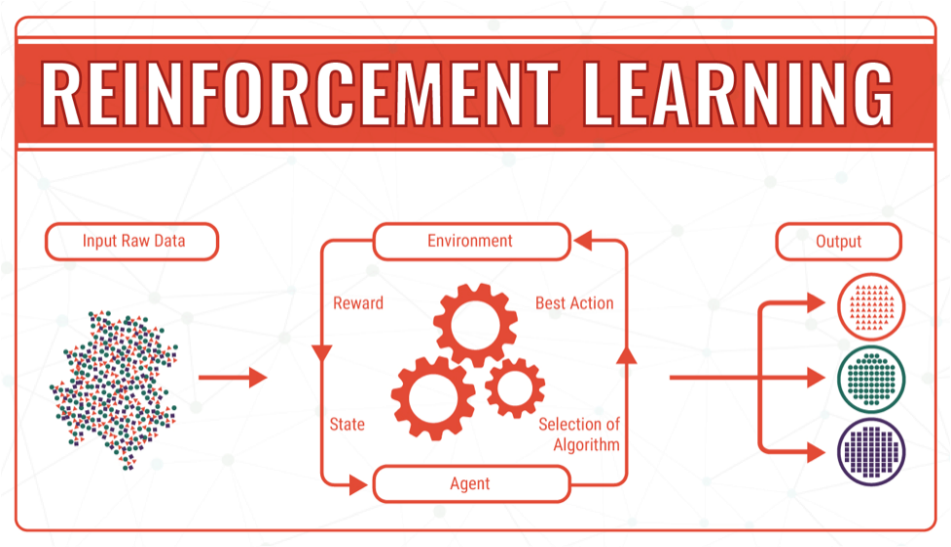 REINFORCEMENT LEARNING
Input Raw Data
Environment
Output
Reward
Best Action
State
Selection of
Algorithm
Agent